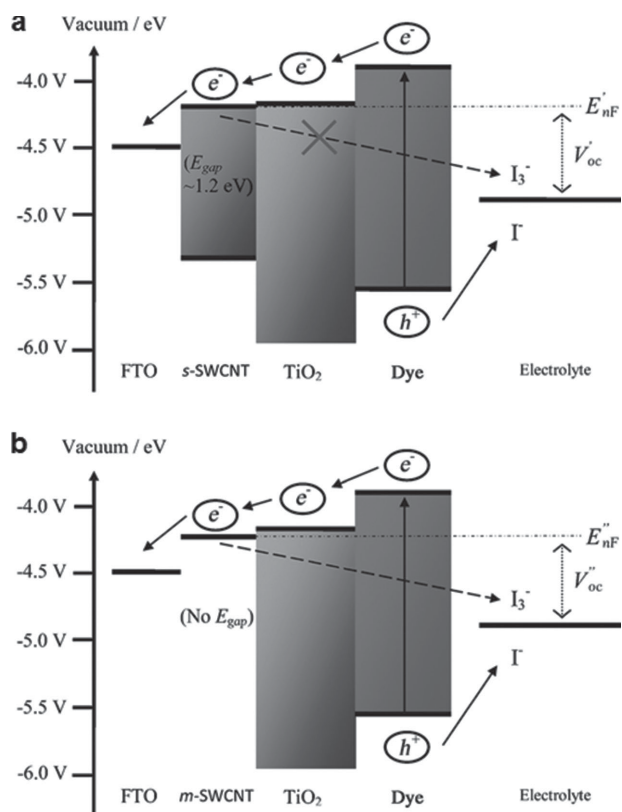 a
Vacuum / eV
e⁻
e⁻
e⁻
-4.0 V
E'nF
-4.5 V
(Egap
~1.2 eV)
V'oc
I₃⁻
-5.0 V
I⁻
-5.5 V
h⁺
-6.0 V
FTO s-SWCNT TiO₂ Dye Electrolyte
b
Vacuum / eV
e⁻
e⁻
e⁻
-4.0 V
E''nF
-4.5 V
V''oc
I₃⁻
(No Egap)
-5.0 V
I⁻
-5.5 V
h⁺
-6.0 V
FTO m-SWCNT TiO₂ Dye Electrolyte